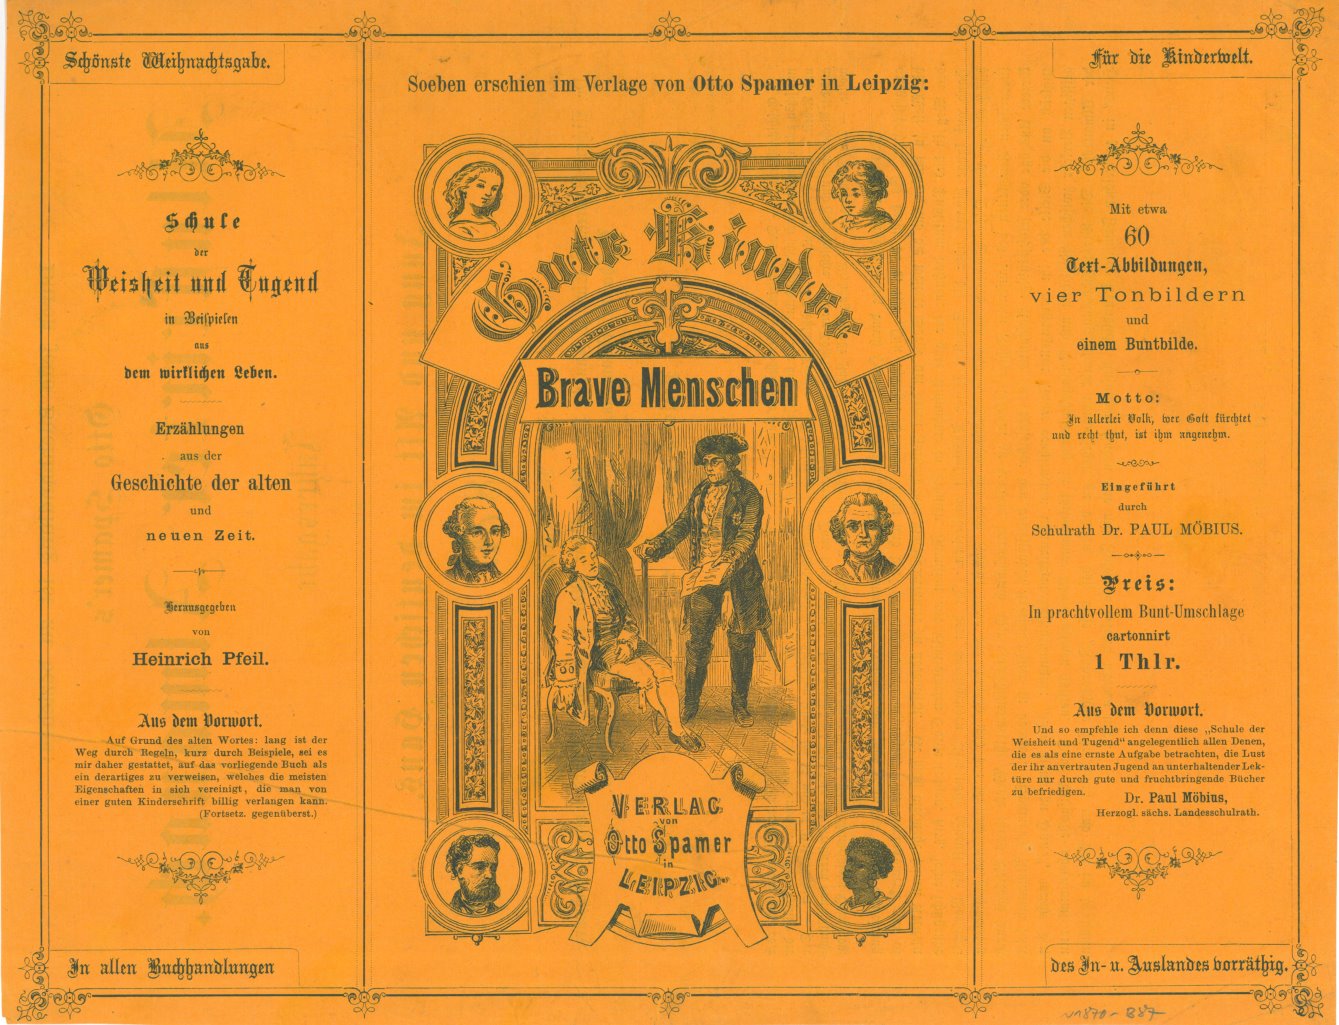 Schönste Weihnachtsgabe.
Schule
der
Weisheit und Tugend
in Beispielen
aus
dem wirklichen Leben.
Erzählungen
aus der
Geschichte der alten
und
neuen Zeit.
Herausgegeben
von
Heinrich Pfeil.
Aus dem Vorwort.
Auf Grund des alten Wortes: lang ist der
Weg durch Regeln, kurz durch Beispiele, sei es
mir daher gestattet, auf das vorliegende Buch als
ein derartiges zu verweisen, welches die meisten
Eigenschaften in sich vereinigt, die man von
einer guten Kinderschrift billig verlangen kann.
(Fortsetz. gegenüberst.)
In allen Buchhandlungen
Soeben erschien im Verlage von Otto Spamer in Leipzig:
Gute Kinder
Brave Menschen
VERLAG
von
Otto Spamer
in
LEIPZIG.
Für die Kinderwelt.
Mit etwa
60
Text-Abbildungen,
vier Tonbildern
und
einem Buntbilde.
Motto:
In allerlei Volk, wer Gott fürchtet
und recht thut, ist ihm angenehm.
Eingeführt
durch
Schulrath Dr. PAUL MÖBIUS.
Preis:
In prachtvollem Bunt-Umschlage
cartonnirt
1 Thlr.
Aus dem Vorwort.
Und so empfehle ich denn diese „Schule der
Weisheit und Tugend“ angelegentlich allen Denen,
die es als eine ernste Aufgabe betrachten, die Lust
der ihr anvertrauten Jugend an unterhaltender Lek-
türe nur durch gute und fruchtbringende Bücher
zu befriedigen.
Dr. Paul Möbius,
Herzogl. sächs. Landesschulrath.
des In- u. Auslandes vorräthig.